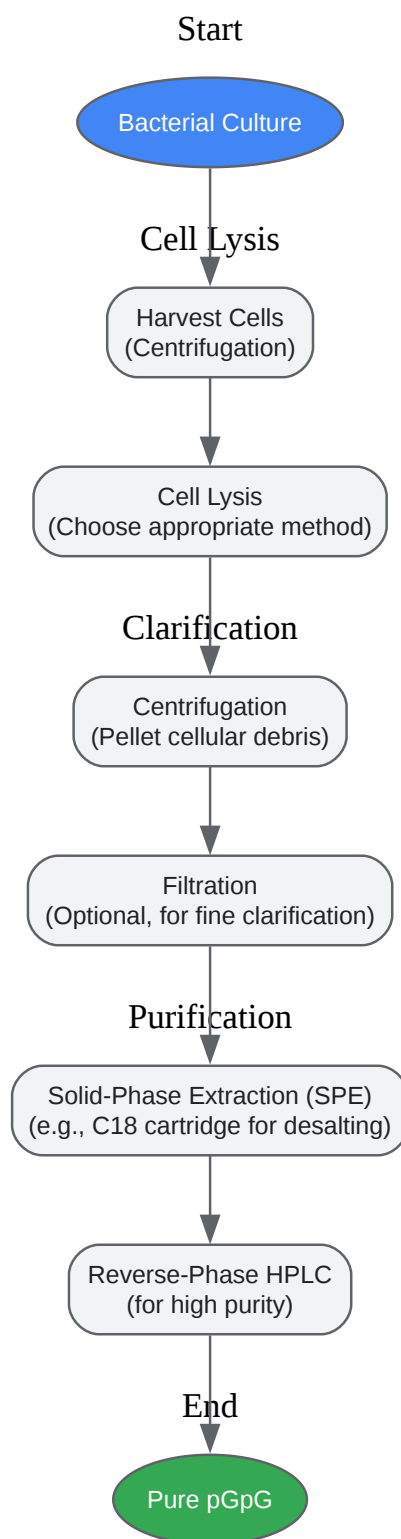 Start
Bacterial Culture
Cell Lysis
Harvest Cells
(Centrifugation)
Cell Lysis
(Choose appropriate method)
Clarification
Centrifugation
(Pellet cellular debris)
Filtration
(Optional, for fine clarification)
Purification
Solid-Phase Extraction (SPE)
(e.g., C18 cartridge for desalting)
Reverse-Phase HPLC
(for high purity)
End
Pure pGpG